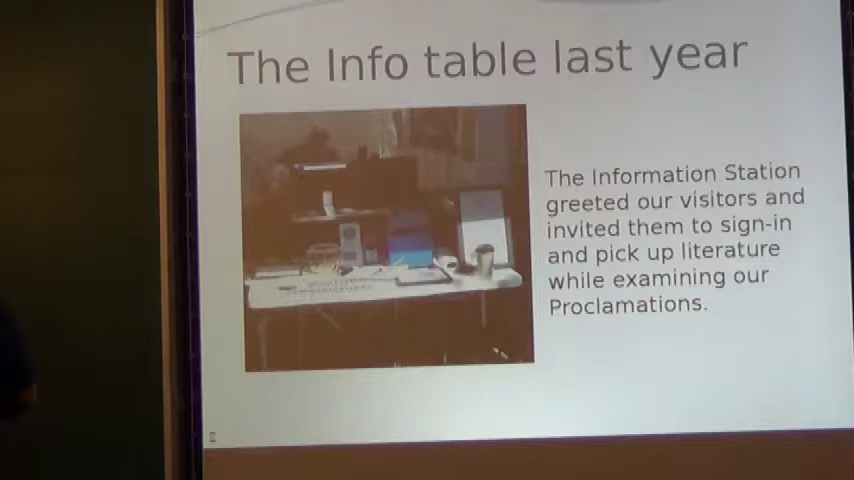 The Info table last year
The Information Station
greeted our visitors and
invited them to sign-in
and pick up literature
while examining our
Proclamations.